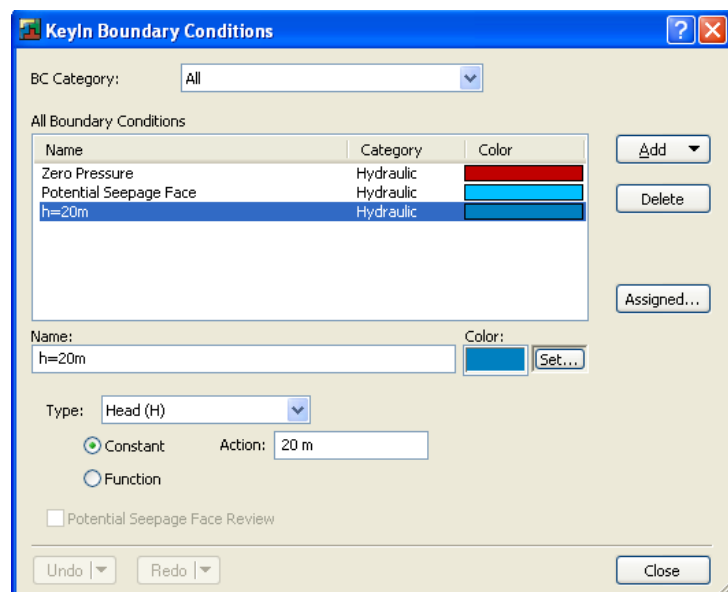 KeyIn Boundary Conditions
BC Category: All
All Boundary Conditions
Name Category Color
Zero Pressure Hydraulic
Potential Seepage Face Hydraulic
h=20m Hydraulic
Add
Delete
Assigned...
Name: Color:
h=20m Set...
Type: Head (H)
Constant Action: 20 m
Function
Potential Seepage Face Review
Undo Redo Close